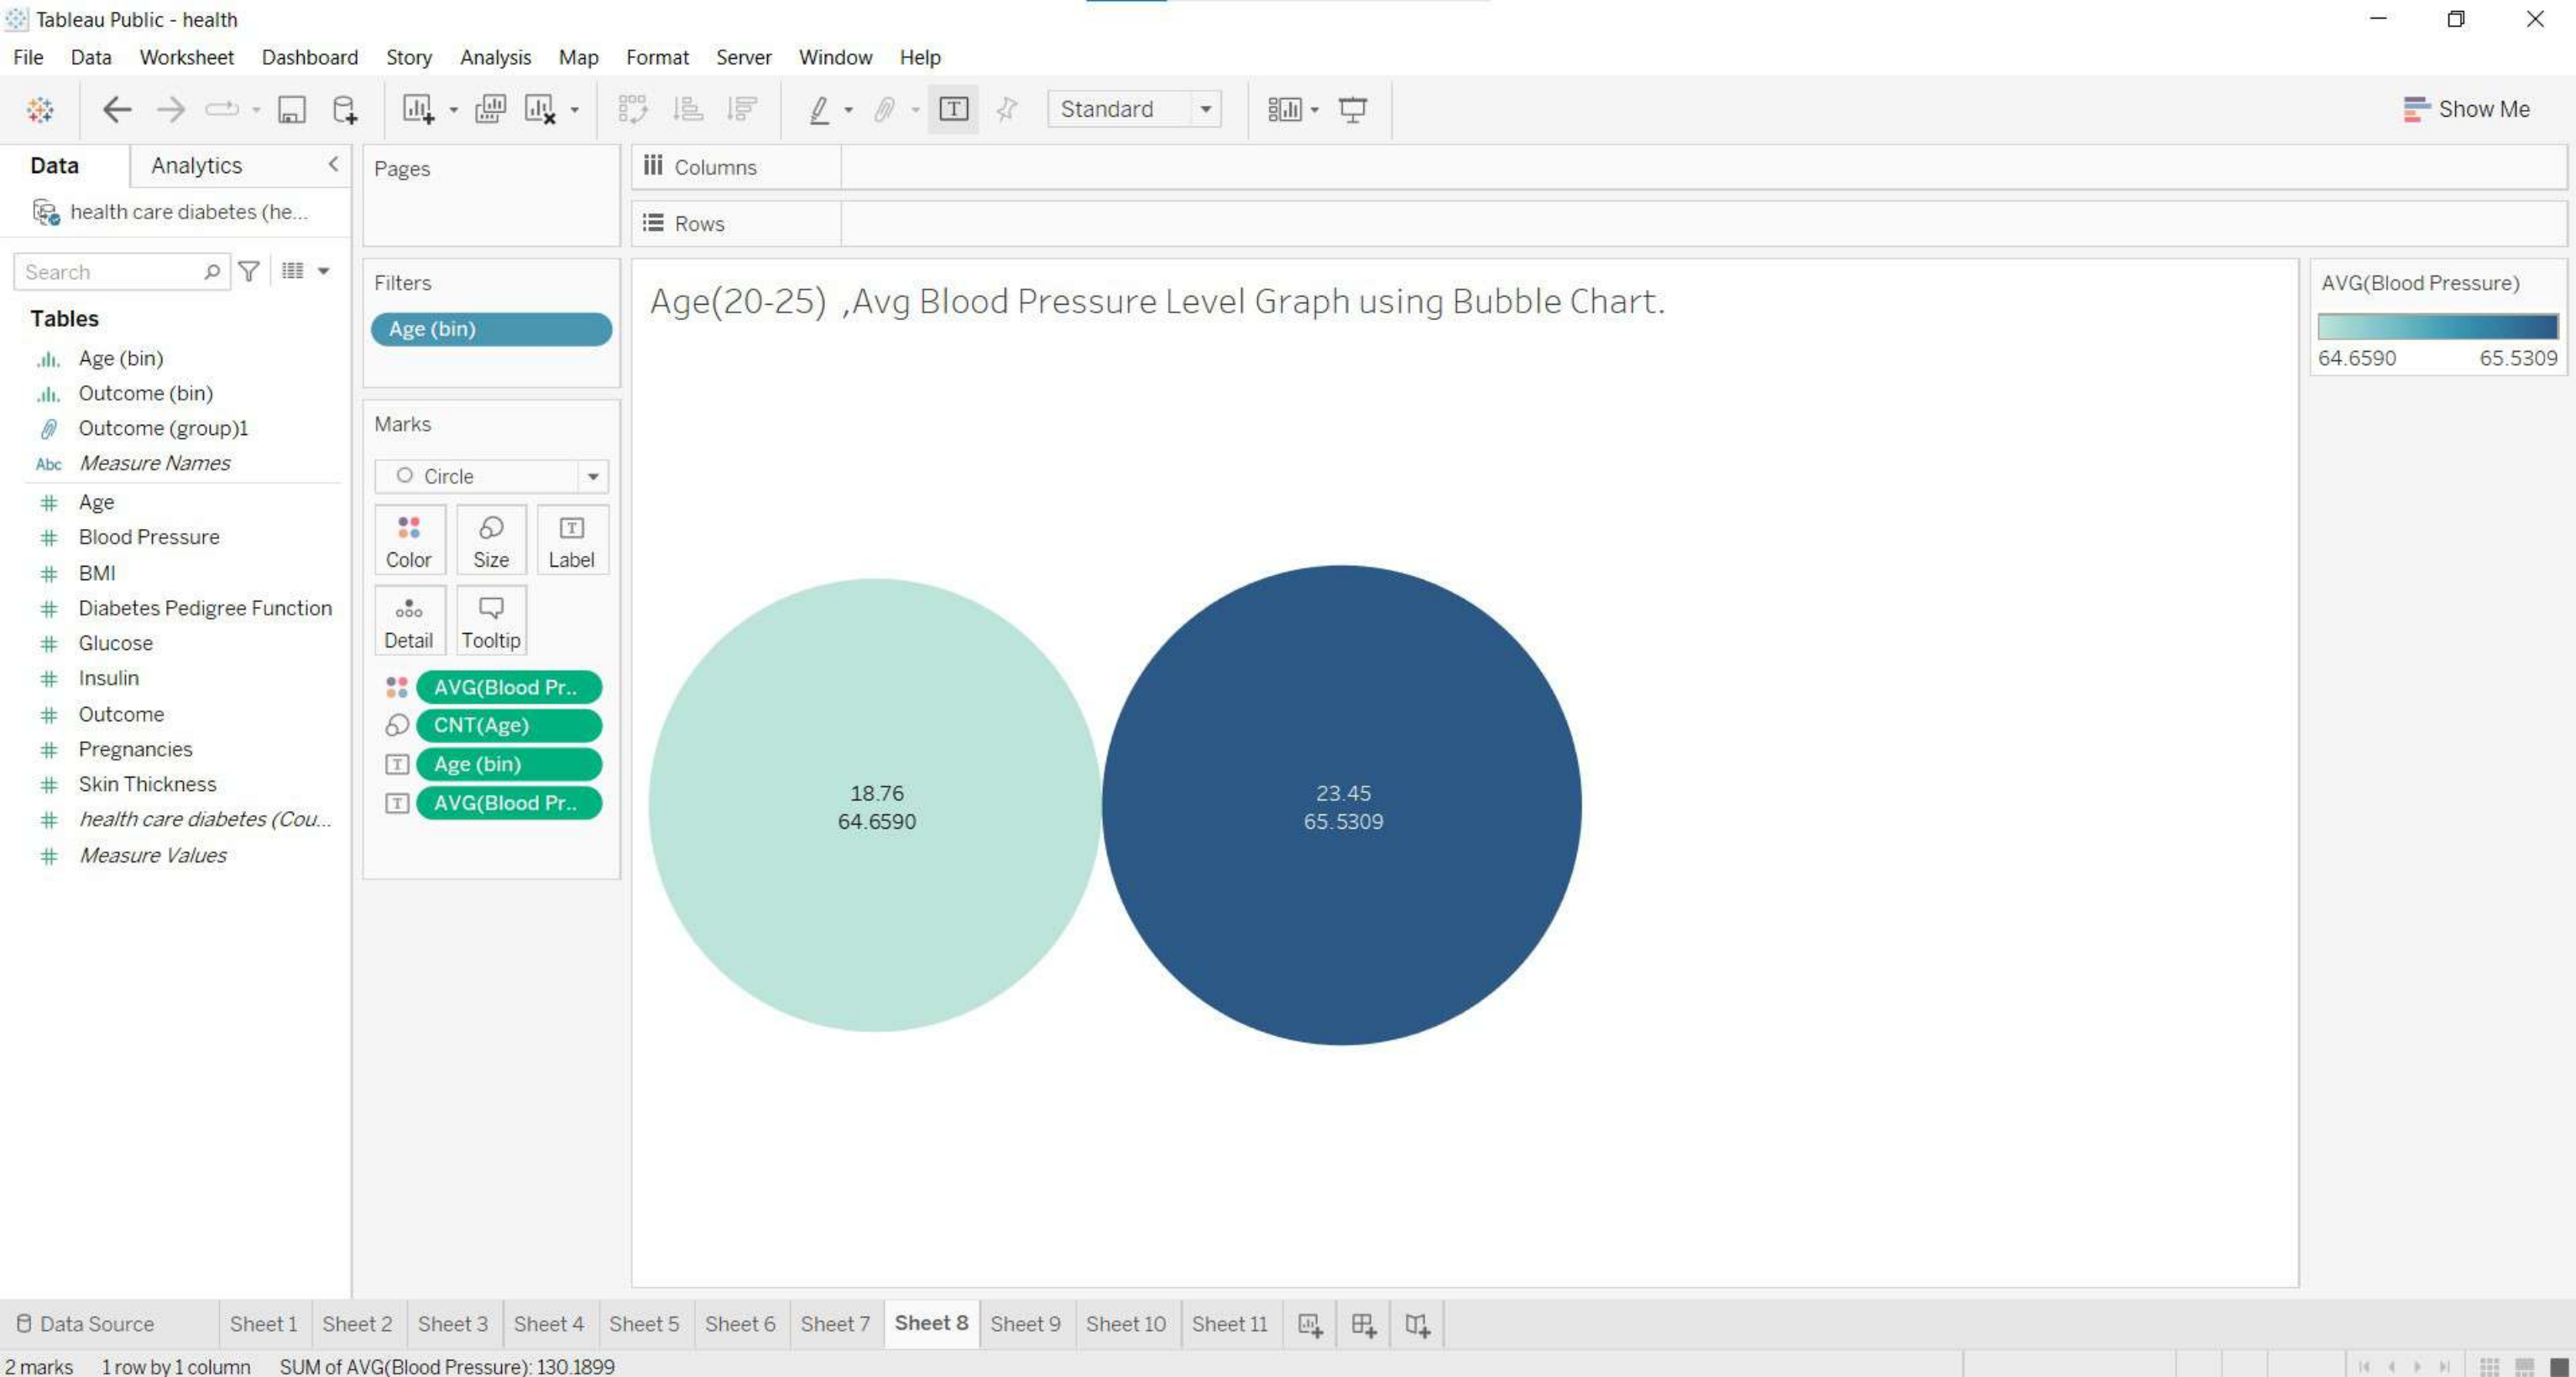 Tableau Public - health
File Data Worksheet Dashboard Story Analysis Map Format Server Window Help
Standard
Show Me
Data Analytics
health care diabetes (he...
Search
Tables
Age (bin)
Outcome (bin)
Outcome (group)1
Abc Measure Names
Age
Blood Pressure
BMI
Diabetes Pedigree Function
Glucose
Insulin
Outcome
Pregnancies
Skin Thickness
health care diabetes (Cou...
Measure Values
Pages
Filters
Age (bin)
Marks
Circle
Color Size Label
Detail Tooltip
AVG(Blood Pr..
CNT(Age)
Age (bin)
AVG(Blood Pr..
Columns
Rows
Age(20-25) ,Avg Blood Pressure Level Graph using Bubble Chart.
18.76
64.6590
23.45
65.5309
AVG(Blood Pressure)
64.6590 65.5309
Data Source Sheet 1 Sheet 2 Sheet 3 Sheet 4 Sheet 5 Sheet 6 Sheet 7 Sheet 8 Sheet 9 Sheet 10 Sheet 11
2 marks 1 row by 1 column SUM of AVG(Blood Pressure): 130.1899